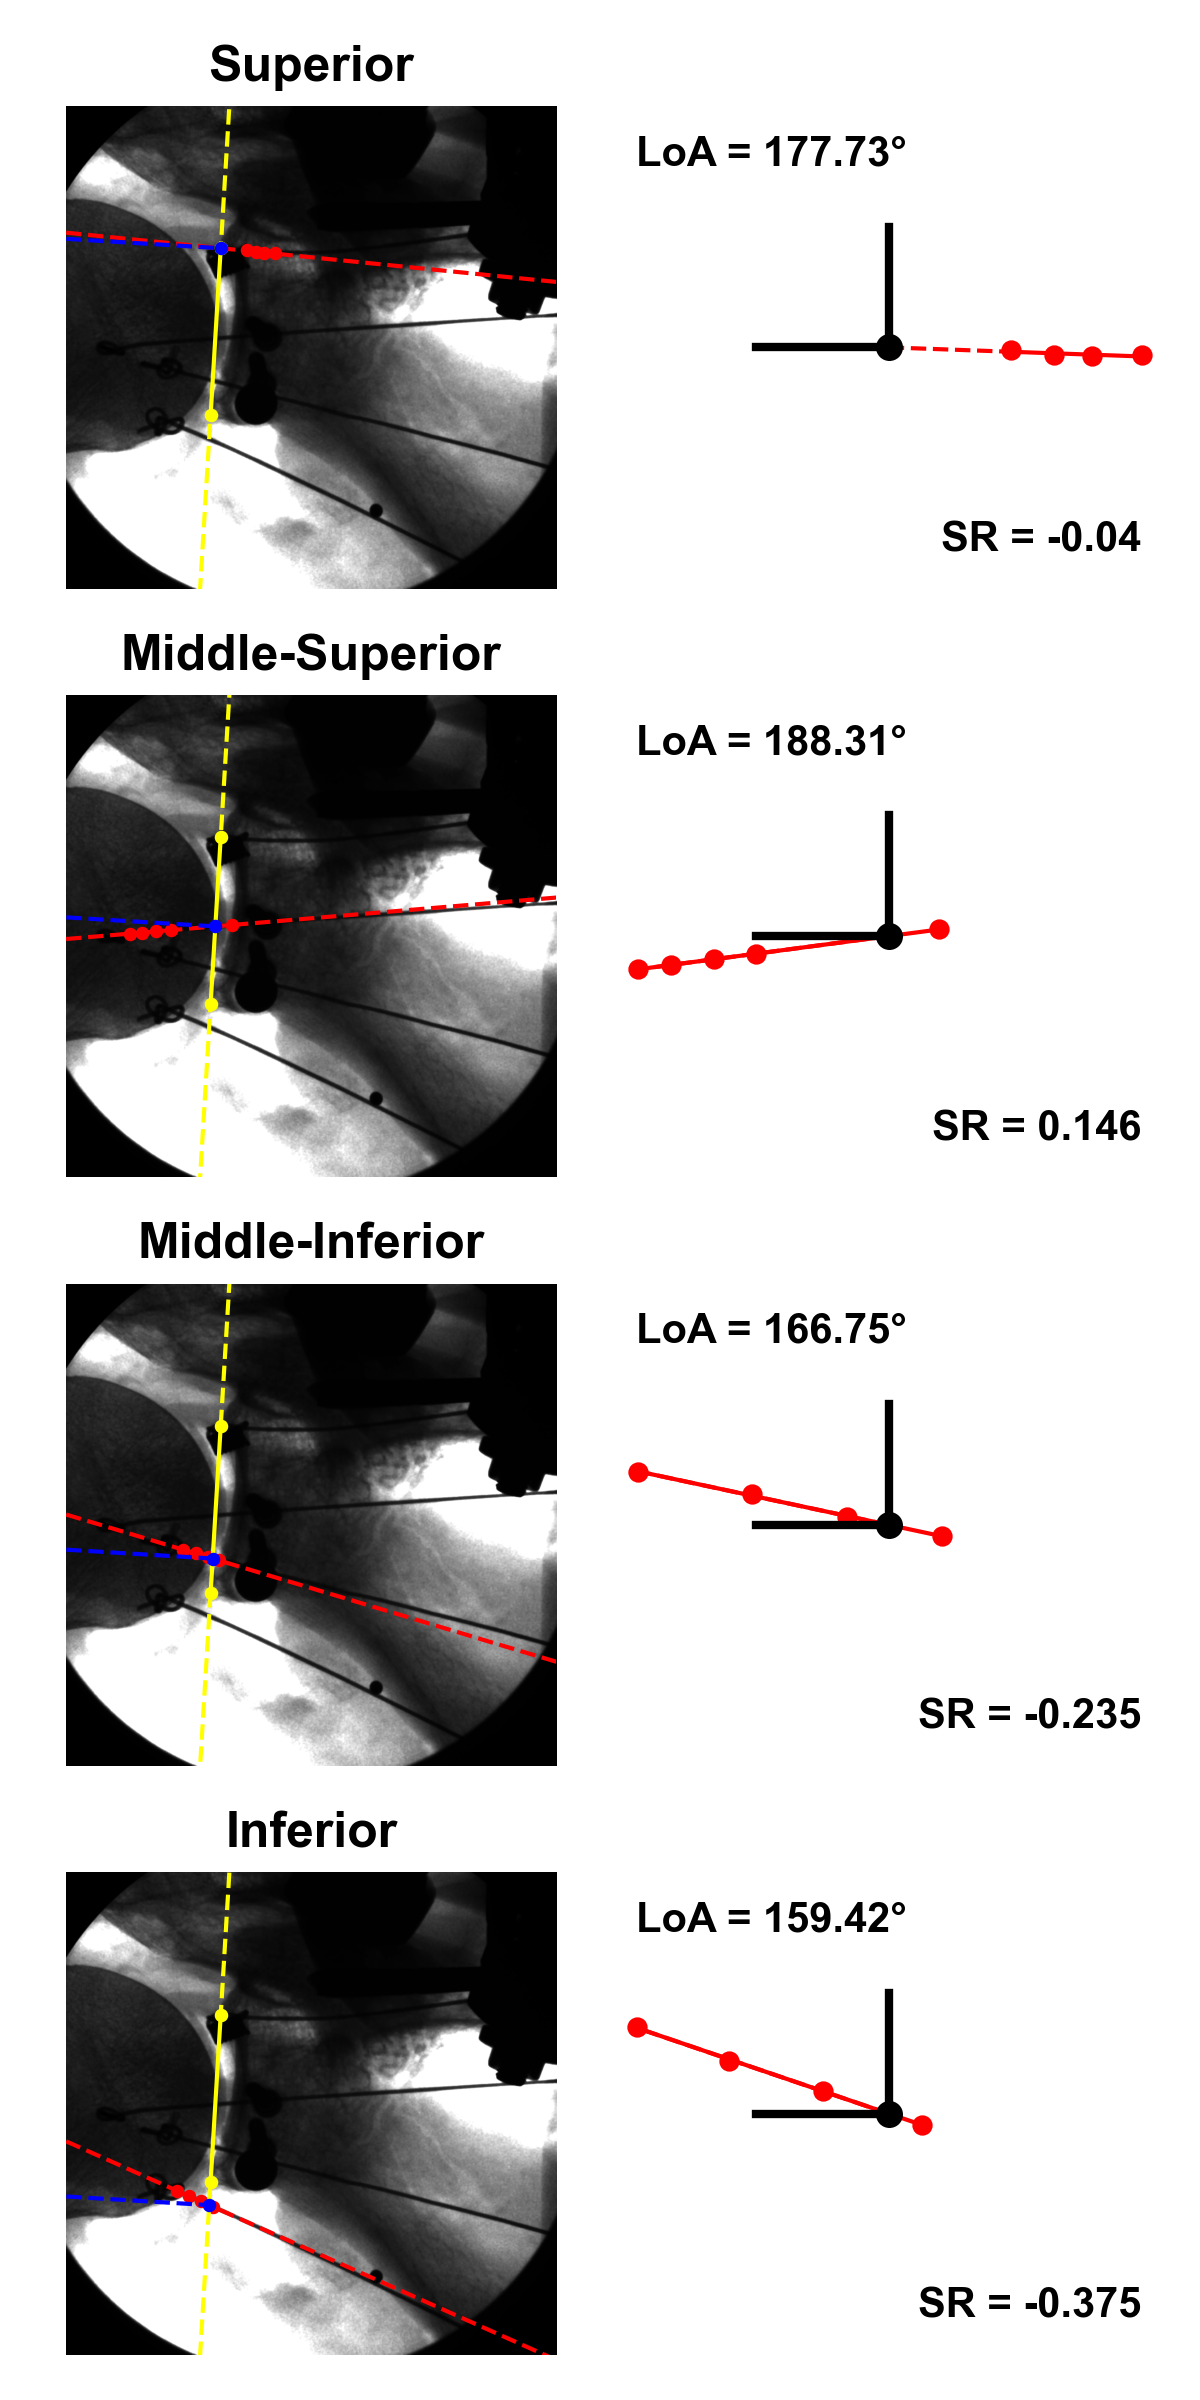 Superior
LoA = 177.73°
SR = -0.04
Middle-Superior
LoA = 188.31°
SR = 0.146
Middle-Inferior
LoA = 166.75°
SR = -0.235
Inferior
LoA = 159.42°
SR = -0.375